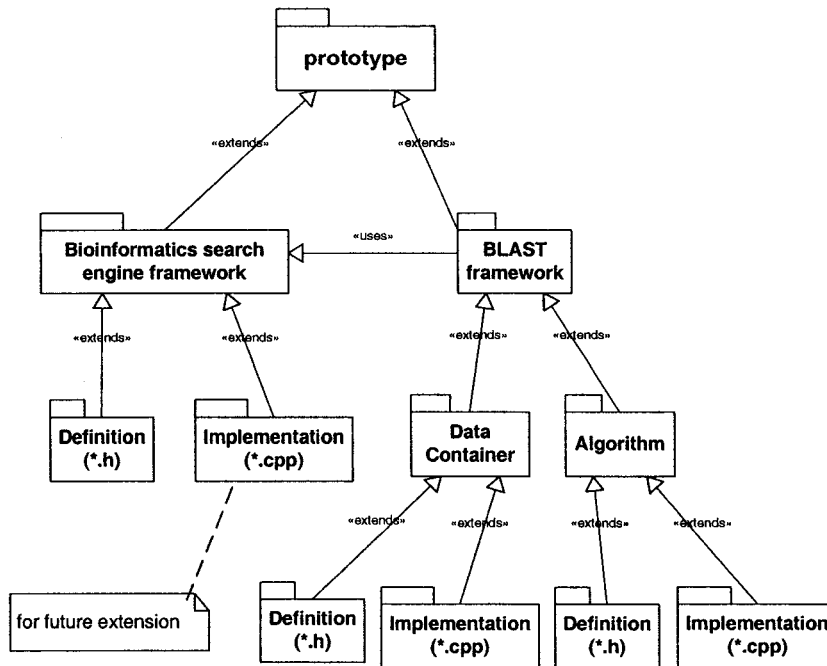 prototype
«extends»
«extends»
Bioinformatics search
engine framework
«uses»
BLAST
framework
«extends»
«extends»
«extends»
«extends»
Definition
(*.h)
Implementation
(*.cpp)
Data
Container
Algorithm
«extends»
«extends»
«extends»
«extends»
for future extension
Definition
(*.h)
Implementation
(*.cpp)
Definition
(*.h)
Implementation
(*.cpp)